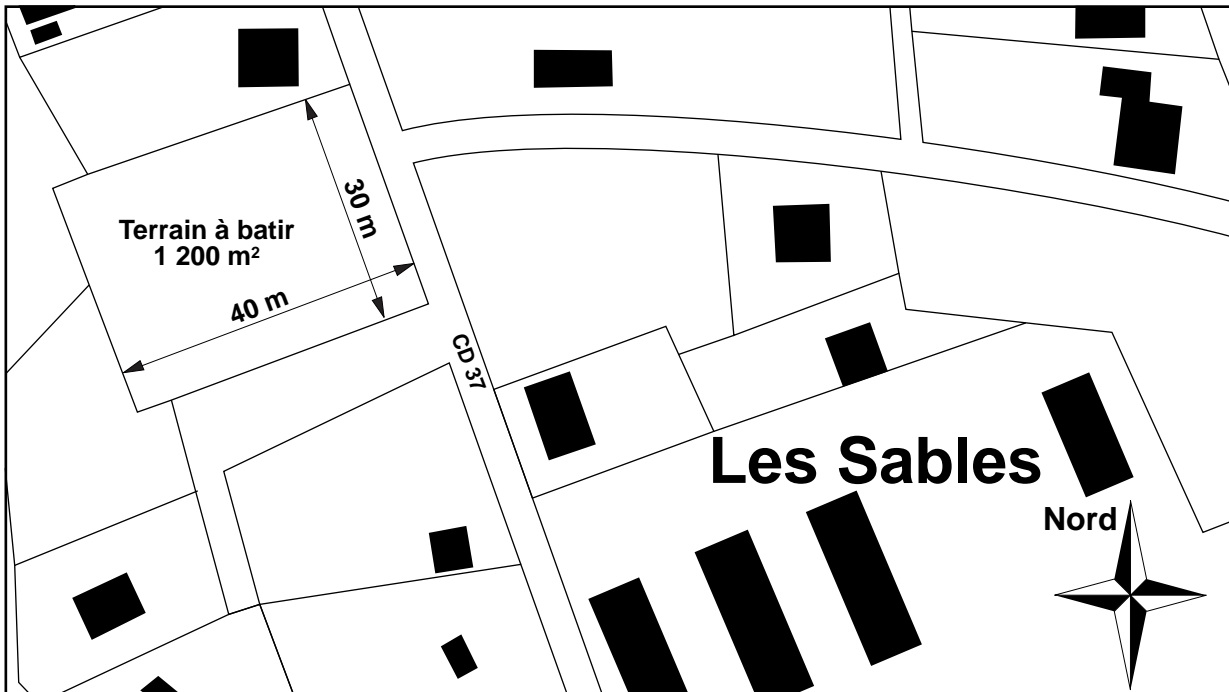 30 m
Terrain à batir
1 200 m²
40 m
CD 37
Les Sables
Nord